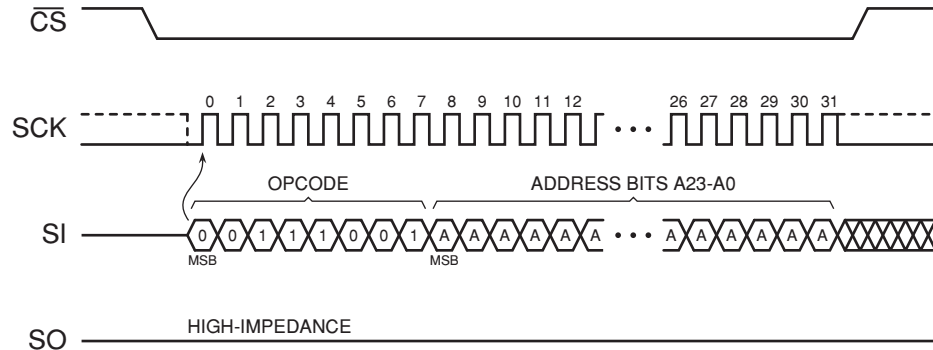 CS
0 1 2 3 4 5 6 7 8 9 10 11 12 26 27 28 29 30 31
SCK
OPCODE ADDRESS BITS A23-A0
SI 0 0 1 1 1 0 0 1 A A A A A A A A A A A A
MSB MSB
HIGH-IMPEDANCE
SO